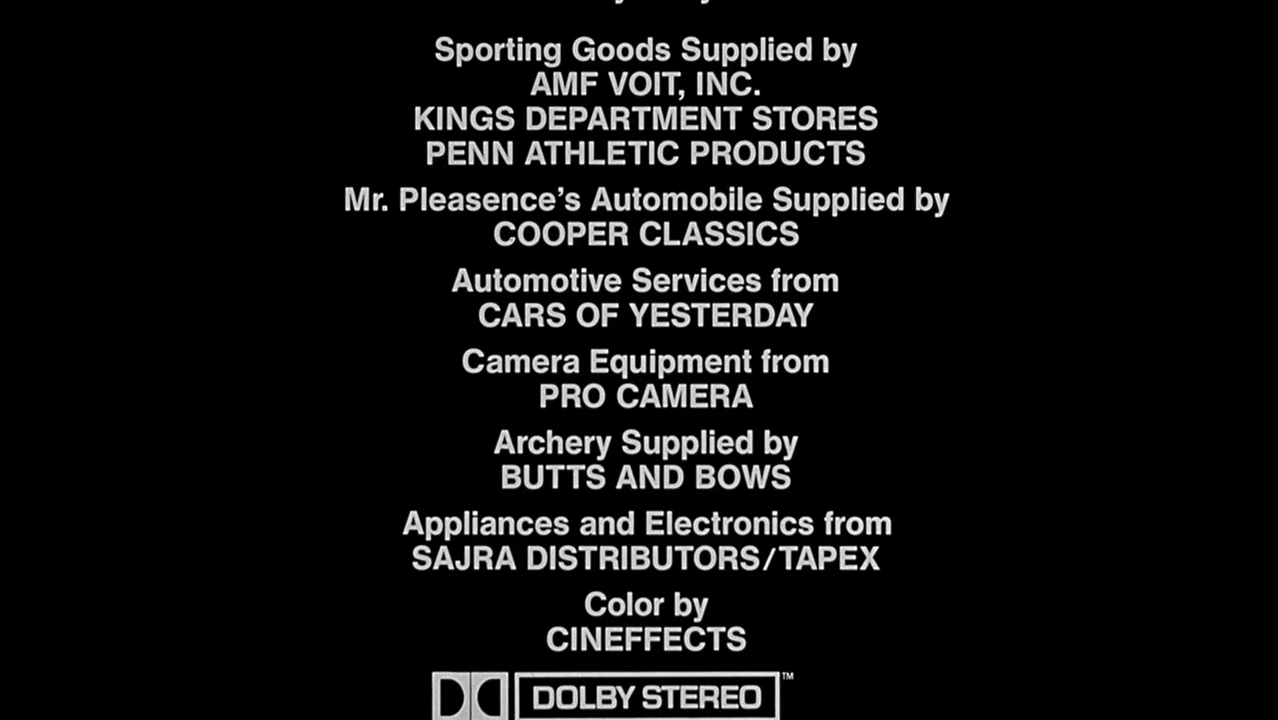 Sporting Goods Supplied by
AMF VOIT, INC.
KINGS DEPARTMENT STORES
PENN ATHLETIC PRODUCTS
Mr. Pleasence's Automobile Supplied by
COOPER CLASSICS
Automotive Services from
CARS OF YESTERDAY
Camera Equipment from
PRO CAMERA
Archery Supplied by
BUTTS AND BOWS
Appliances and Electronics from
SAJRA DISTRIBUTORS/TAPEX
Color by
CINEFFECTS
DOLBY STEREO™